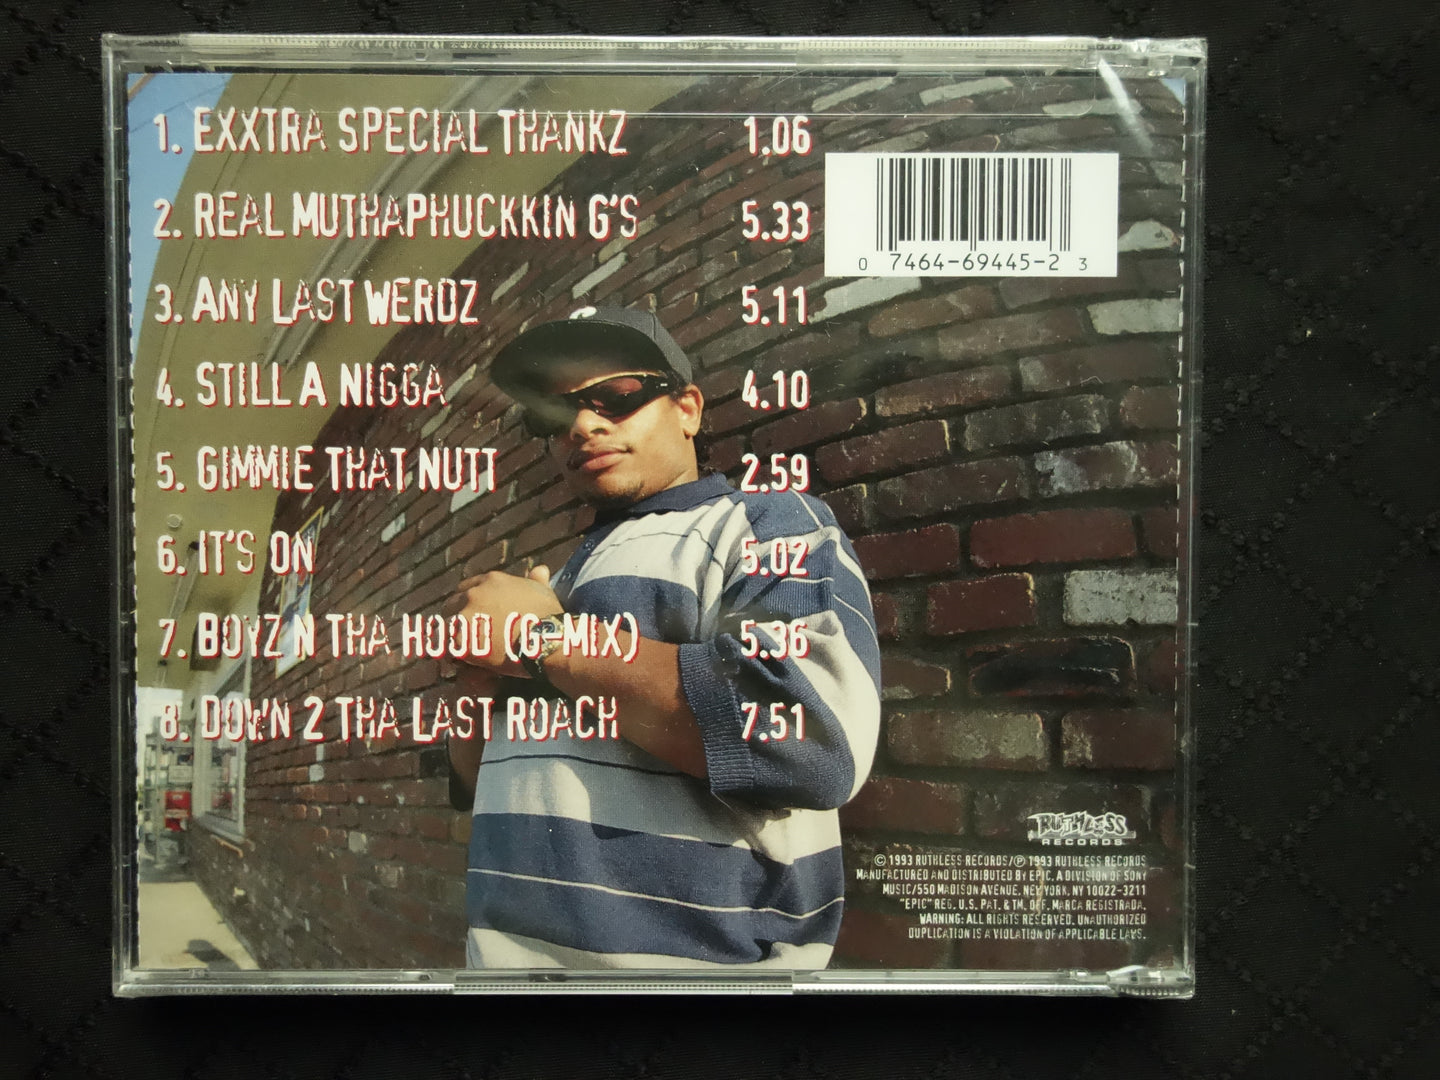 1. EXXTRA SPECIAL THANKZ 1.06
2. REAL MUTHAPHUCKKIN G'S 5.33
3. ANY LAST WERDZ 5.11
4. STILL A NIGGA 4.10
5. GIMMIE THAT NUTT 2.59
6. IT'S ON 5.02
7. BOYZ N THA HOOD (G-MIX) 5.36
8. DOWN 2 THA LAST ROACH 7.51
0 7464-69445-2 3
RUTHLESS
RECORDS
© 1993 RUTHLESS RECORDS/℗ 1993 RUTHLESS RECORDS
MANUFACTURED AND DISTRIBUTED BY EPIC, A DIVISION OF SONY
MUSIC/550 MADISON AVENUE, NEW YORK, NY 10022-3211
"EPIC" REG. U.S. PAT. & TM. OFF. MARCA REGISTRADA.
WARNING: ALL RIGHTS RESERVED. UNAUTHORIZED
DUPLICATION IS A VIOLATION OF APPLICABLE LAWS.